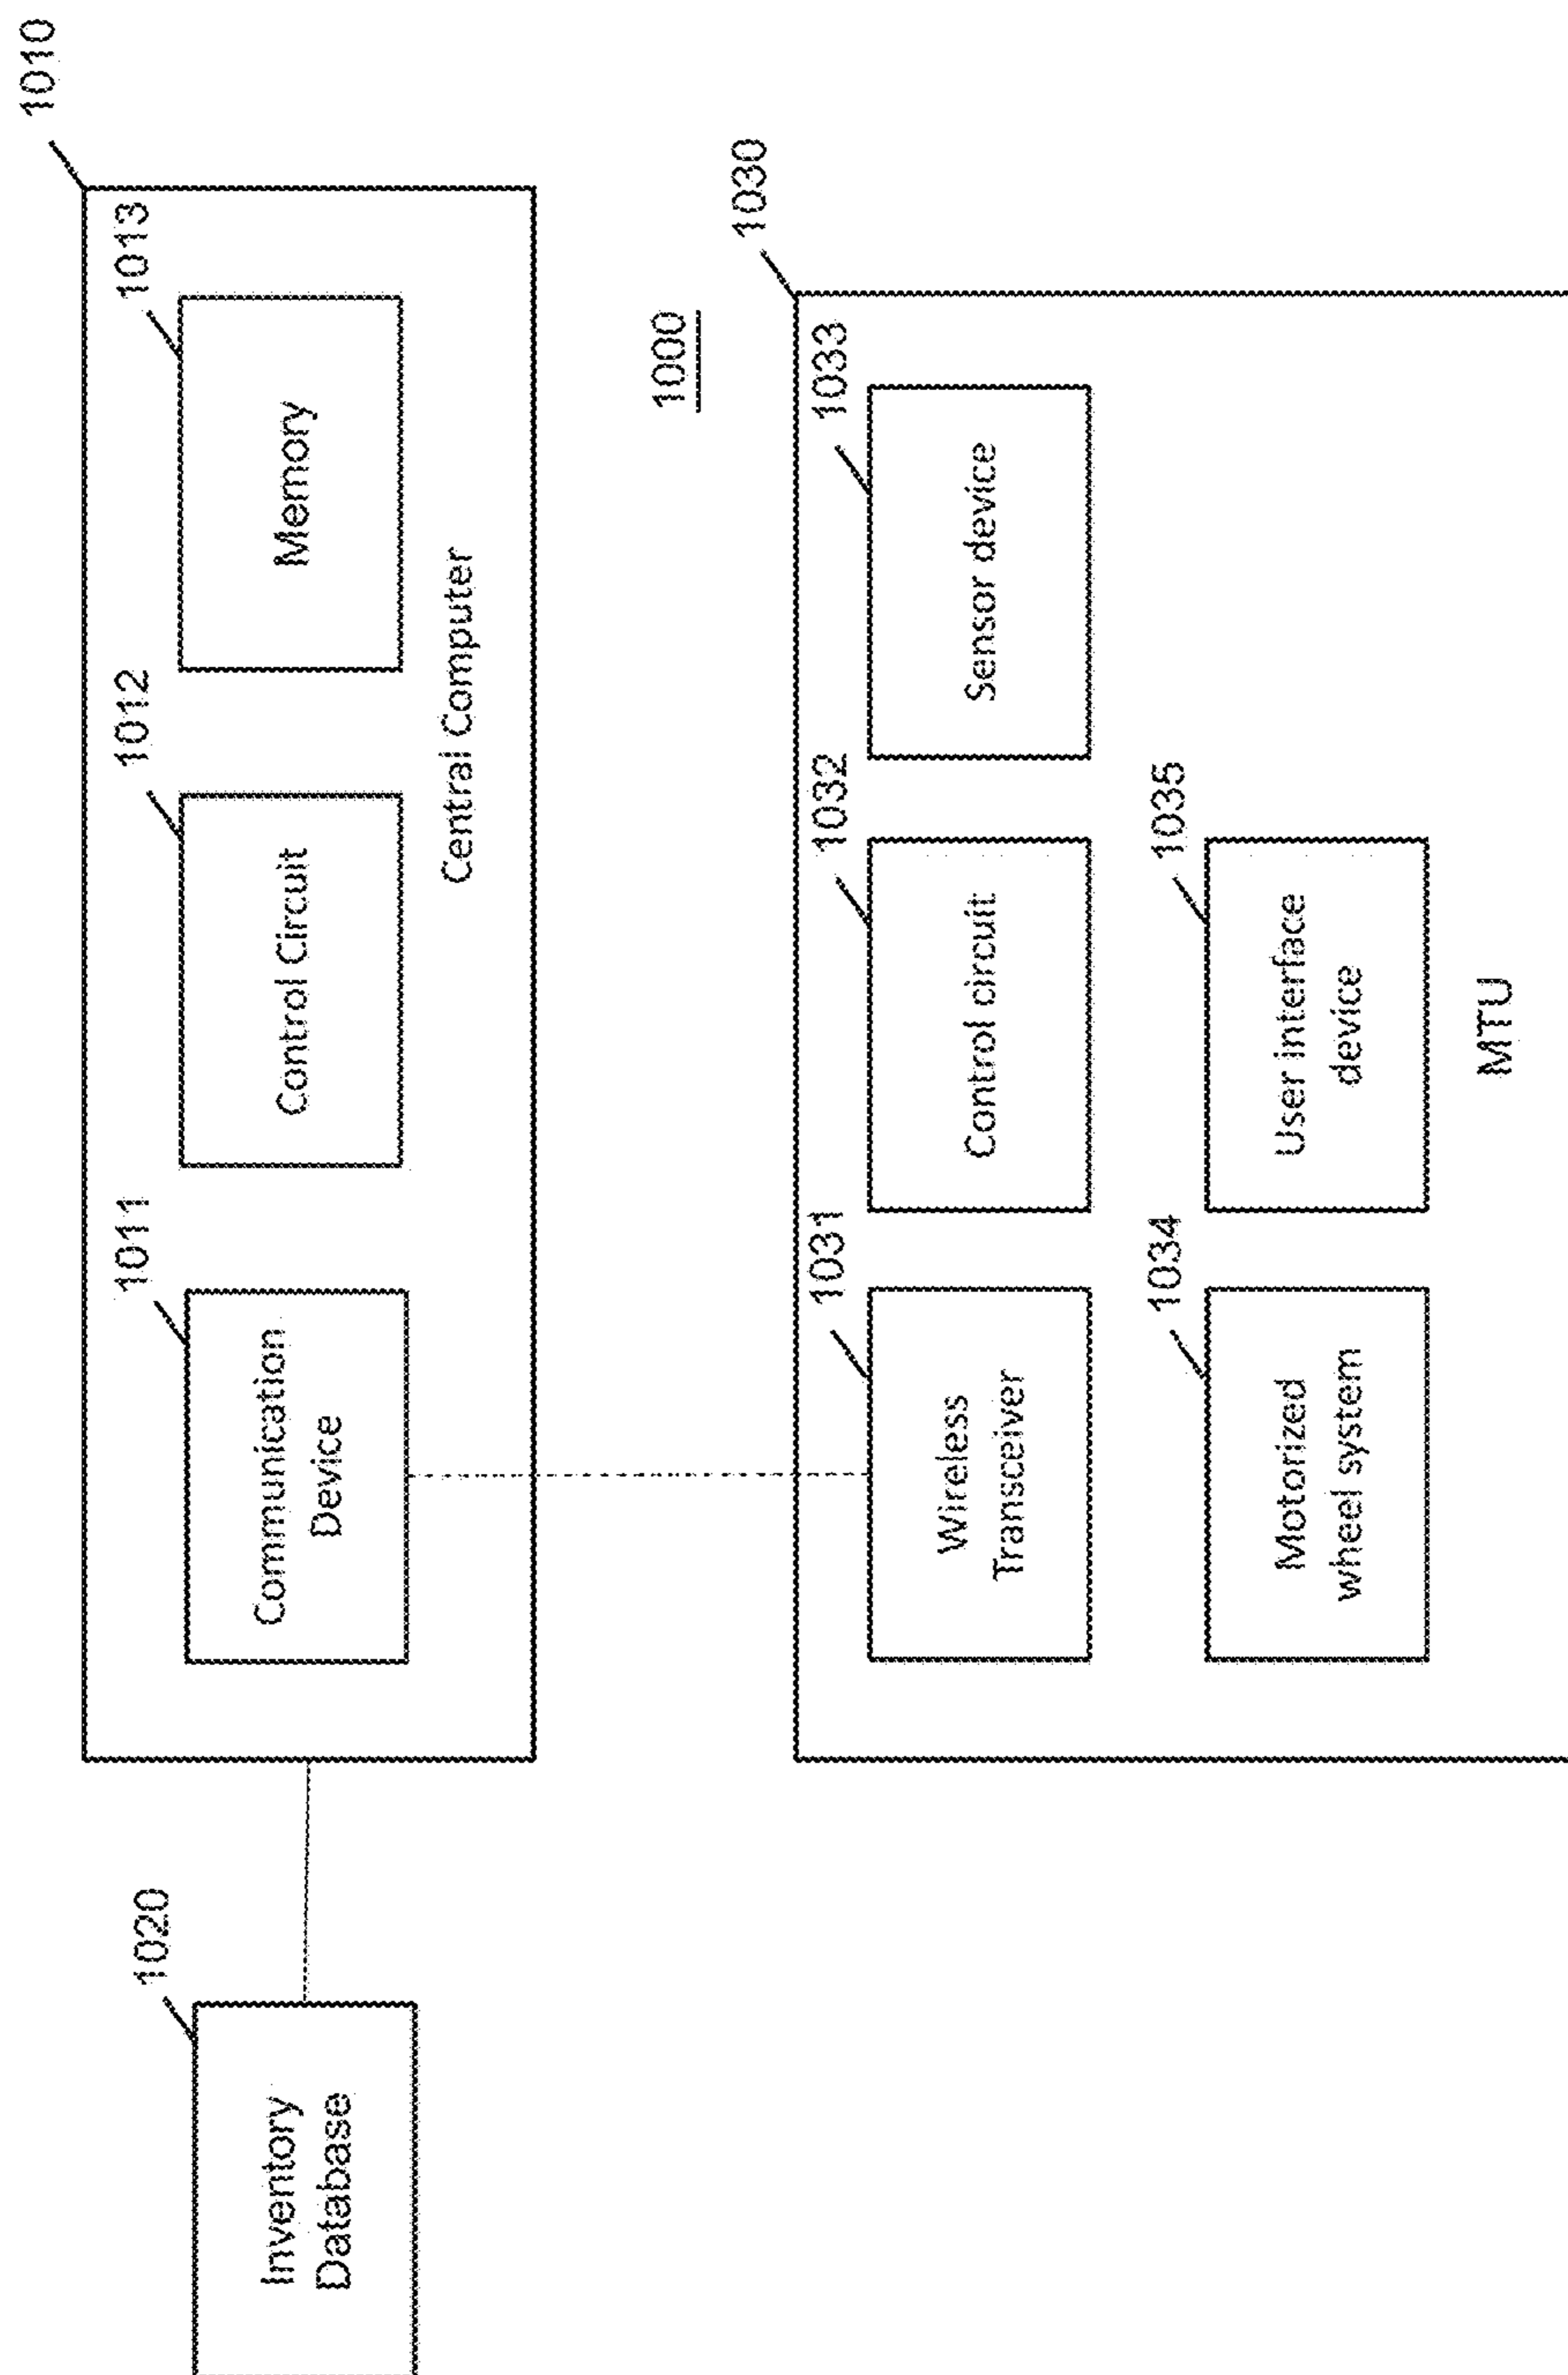 1010
1011
1012
1013
Communication
Device
Control Circuit
Memory
Central Computer
1020
Inventory
Database
1000
1030
1031
1032
1033
Wireless
Transceiver
Control circuit
Sensor device
1034
1035
Motorized
wheel system
User interface
device
MTU